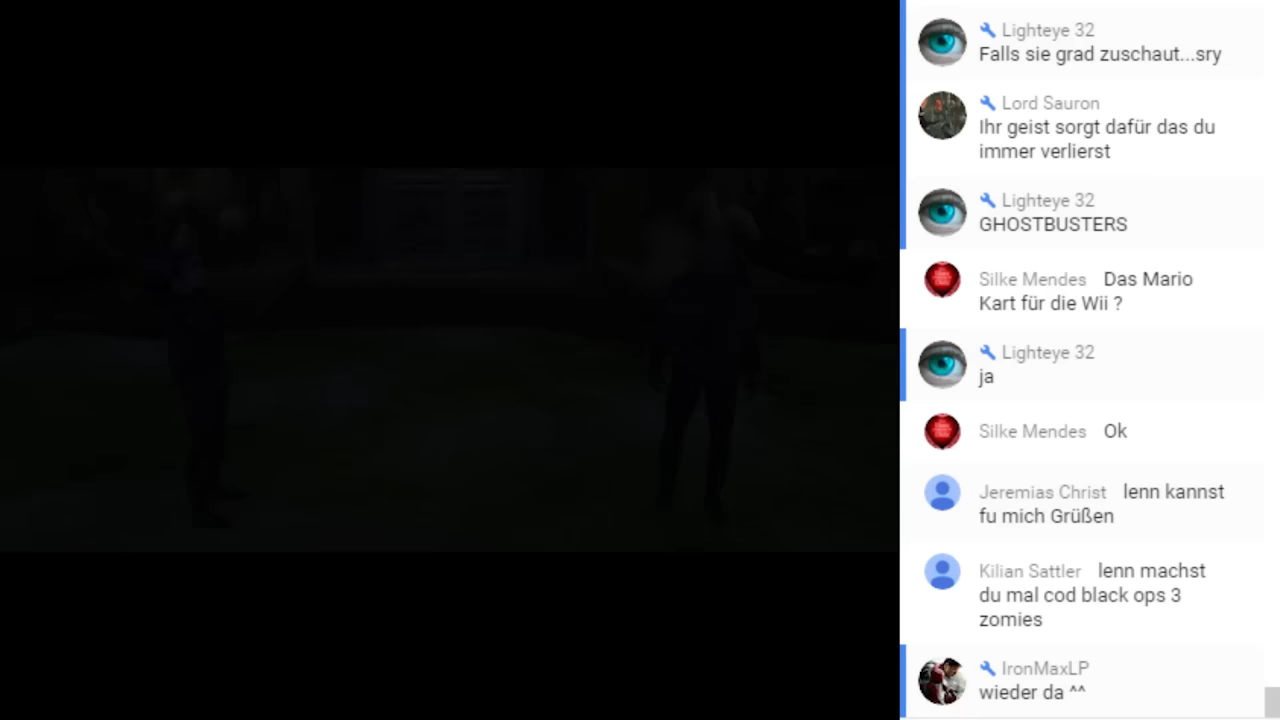 Lighteye 32
Falls sie grad zuschaut...sry
Lord Sauron
Ihr geist sorgt dafür das du
immer verlierst
Lighteye 32
GHOSTBUSTERS
Silke Mendes Das Mario
Kart für die Wii ?
Lighteye 32
ja
Silke Mendes Ok
Jeremias Christ lenn kannst
fu mich Grüßen
Kilian Sattler lenn machst
du mal cod black ops 3
zomies
IronMaxLP
wieder da ^^